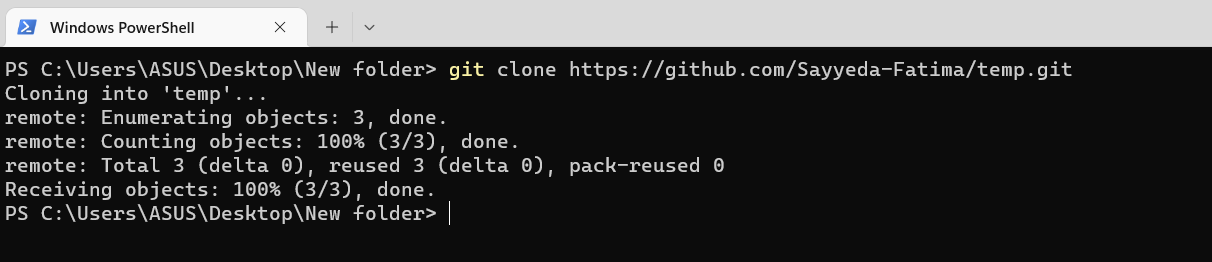 Windows PowerShell
PS C:\Users\ASUS\Desktop\New folder> git clone https://github.com/Sayyeda-Fatima/temp.git
Cloning into 'temp'...
remote: Enumerating objects: 3, done.
remote: Counting objects: 100% (3/3), done.
remote: Total 3 (delta 0), reused 3 (delta 0), pack-reused 0
Receiving objects: 100% (3/3), done.
PS C:\Users\ASUS\Desktop\New folder>